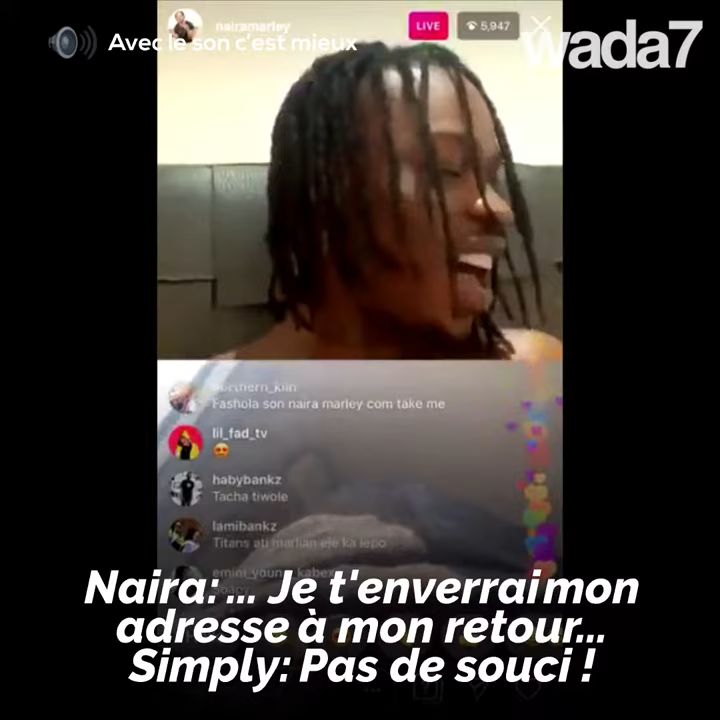 nairamarley
LIVE
5,947
Avec le son c'est mieux
wada7
northern_kiin
Fashola son naira marley com take me
lil_fad_tv
habybankz
Tacha tiwole
lamibankz
Titans ati marlian eje ka lepo
Soapy
Naira: ... Je t'enverrai mon
adresse à mon retour...
Simply: Pas de souci !